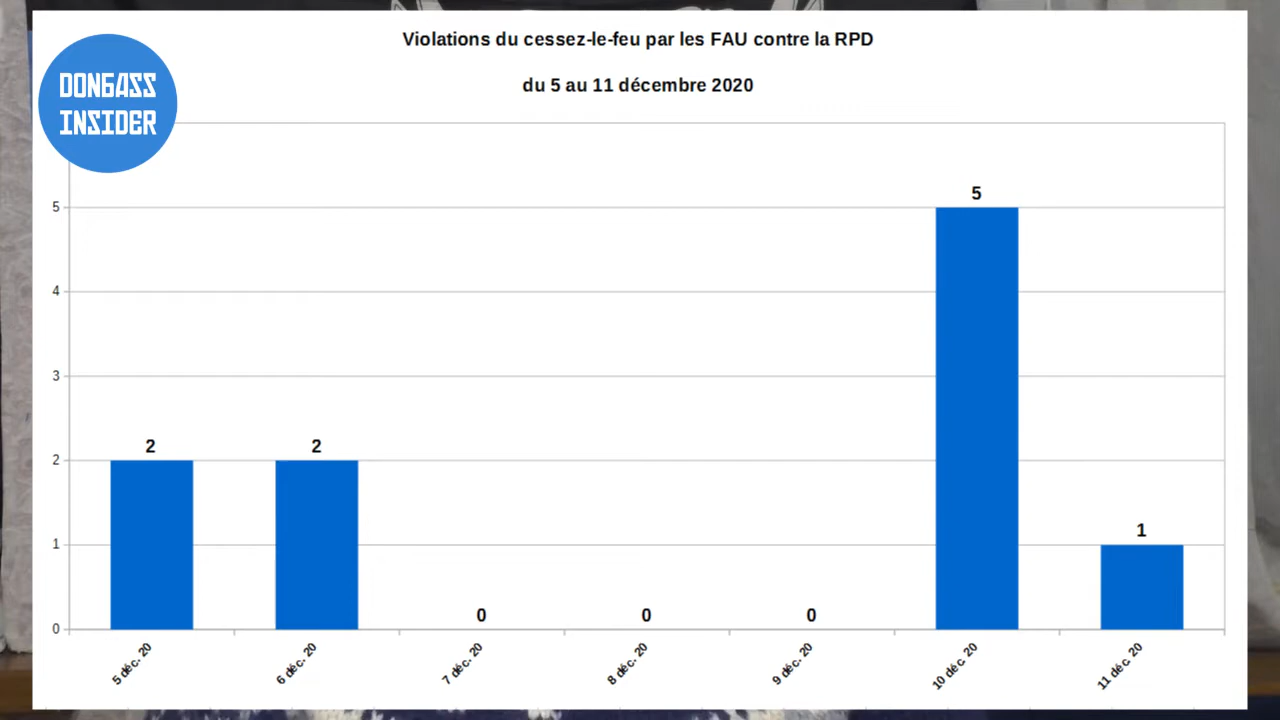 Violations du cessez-le-feu par les FAU contre la RPD
du 5 au 11 décembre 2020
DONBASS
INSIDER
5
4
3
2
1
0
2
2
0
0
0
5
1
5 déc. 20
6 déc. 20
7 déc. 20
8 déc. 20
9 déc. 20
10 déc. 20
11 déc. 20